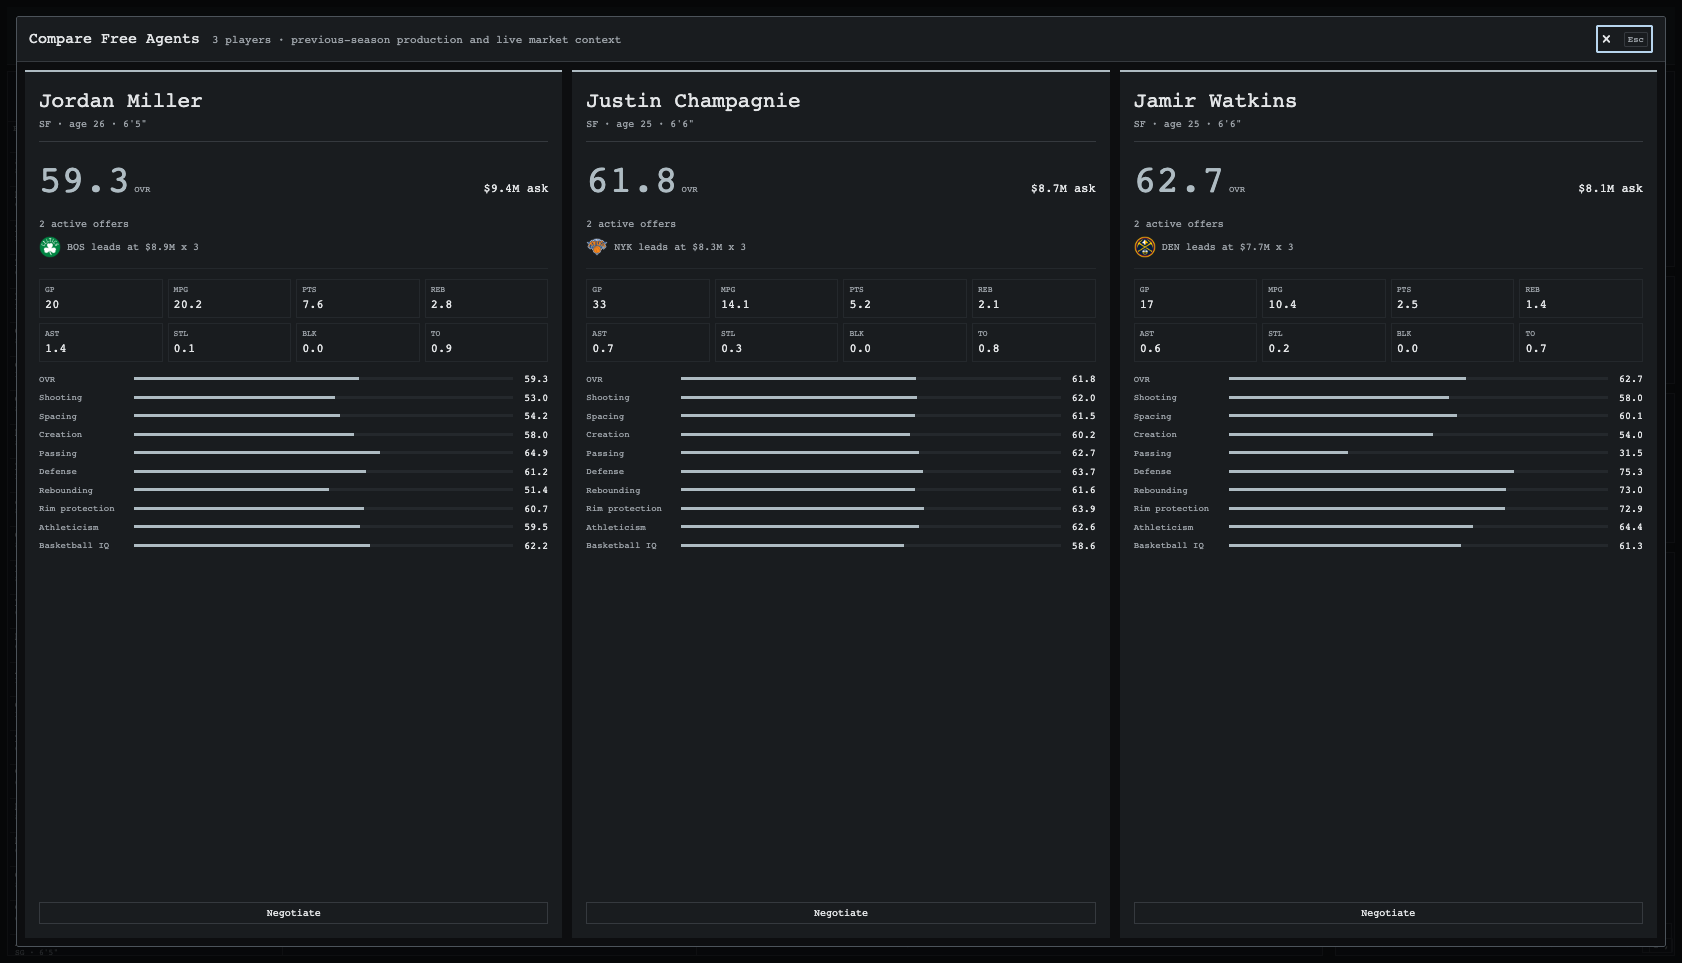 Compare Free Agents 3 players • previous-season production and live market context
× Esc
Jordan Miller
SF • age 26 • 6'5"
59.3 OVR $9.4M ask
2 active offers
BOS leads at $8.9M x 3
GP MPG PTS REB
20 20.2 7.6 2.8
AST STL BLK TO
1.4 0.1 0.0 0.9
OVR 59.3
Shooting 53.0
Spacing 54.2
Creation 58.0
Passing 64.9
Defense 61.2
Rebounding 51.4
Rim protection 60.7
Athleticism 59.5
Basketball IQ 62.2
Negotiate
Justin Champagnie
SF • age 25 • 6'6"
61.8 OVR $8.7M ask
2 active offers
NYK leads at $8.3M x 3
GP MPG PTS REB
33 14.1 5.2 2.1
AST STL BLK TO
0.7 0.3 0.0 0.8
OVR 61.8
Shooting 62.0
Spacing 61.5
Creation 60.2
Passing 62.7
Defense 63.7
Rebounding 61.6
Rim protection 63.9
Athleticism 62.6
Basketball IQ 58.6
Negotiate
Jamir Watkins
SF • age 25 • 6'6"
62.7 OVR $8.1M ask
2 active offers
DEN leads at $7.7M x 3
GP MPG PTS REB
17 10.4 2.5 1.4
AST STL BLK TO
0.6 0.2 0.0 0.7
OVR 62.7
Shooting 58.0
Spacing 60.1
Creation 54.0
Passing 31.5
Defense 75.3
Rebounding 73.0
Rim protection 72.9
Athleticism 64.4
Basketball IQ 61.3
Negotiate
SG • 6'5"